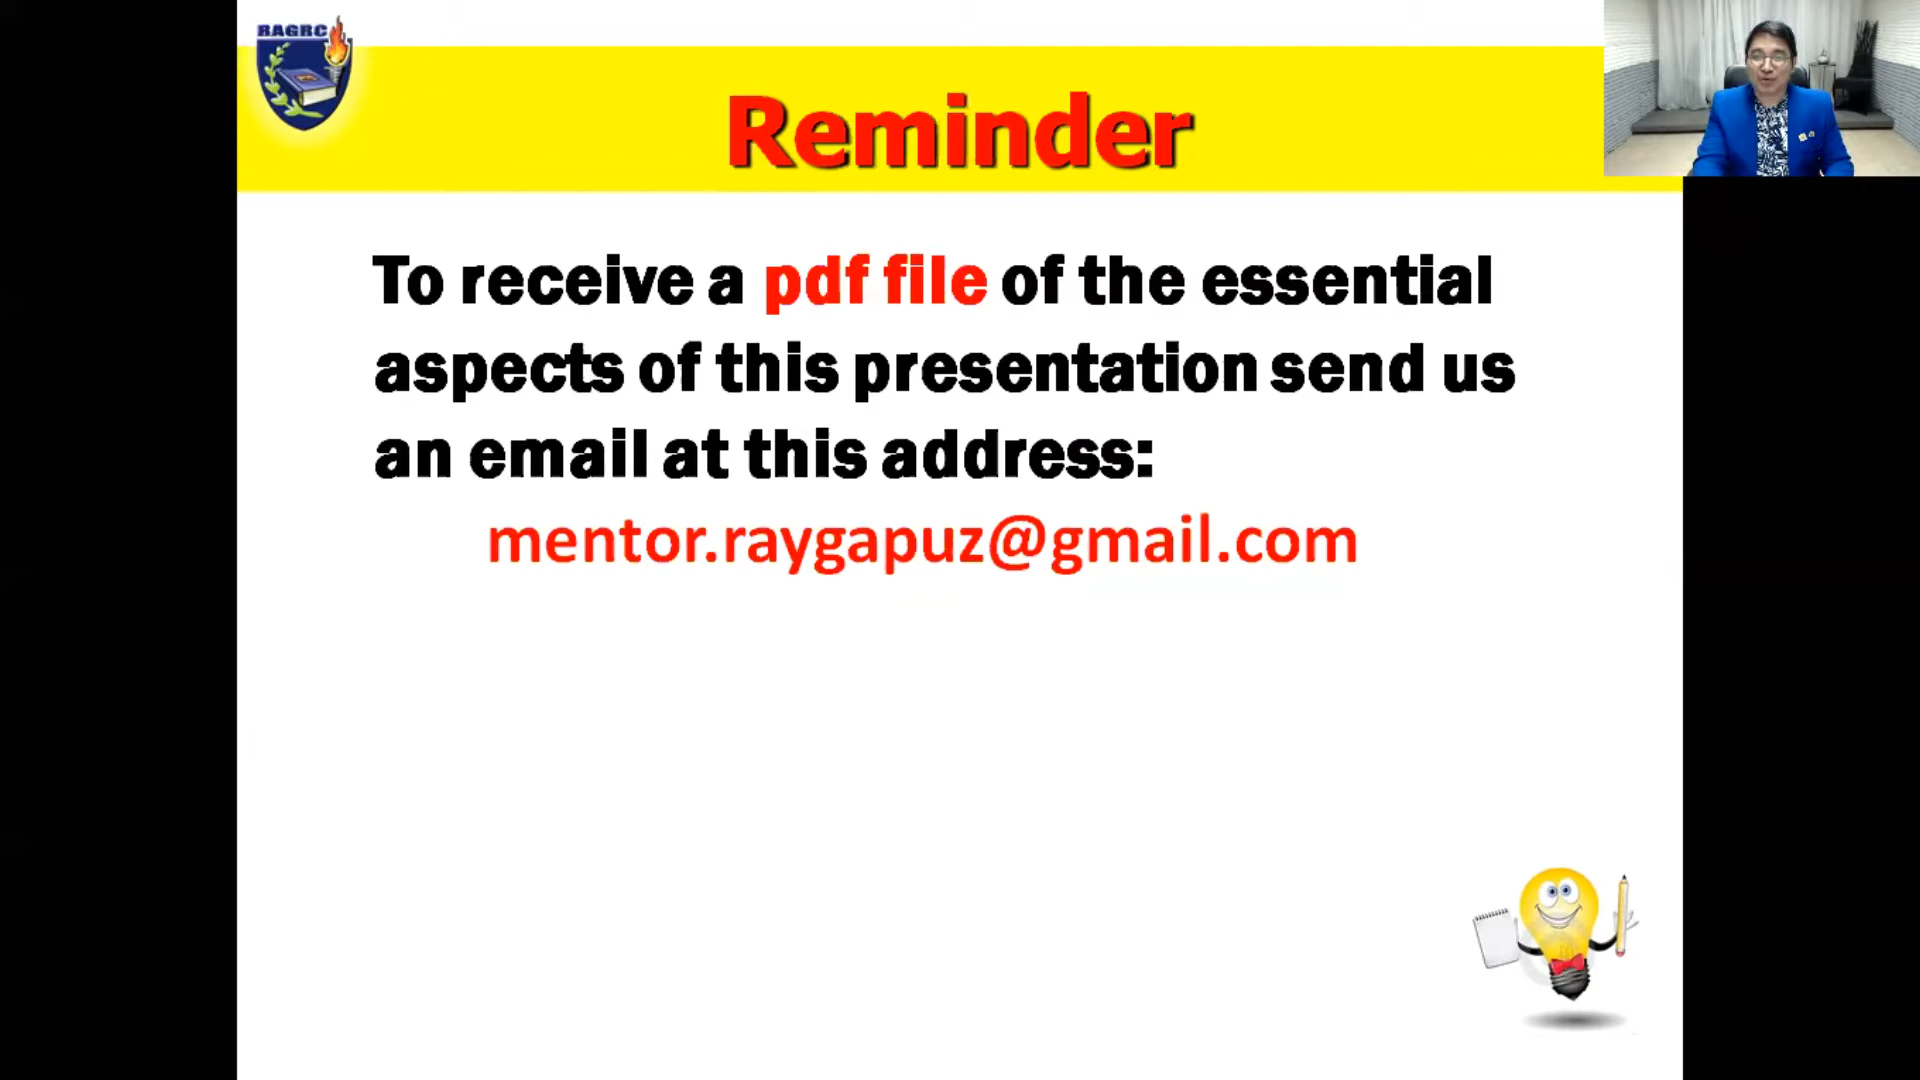 RAGRC
Reminder
To receive a pdf file of the essential
aspects of this presentation send us
an email at this address:
mentor.raygapuz@gmail.com